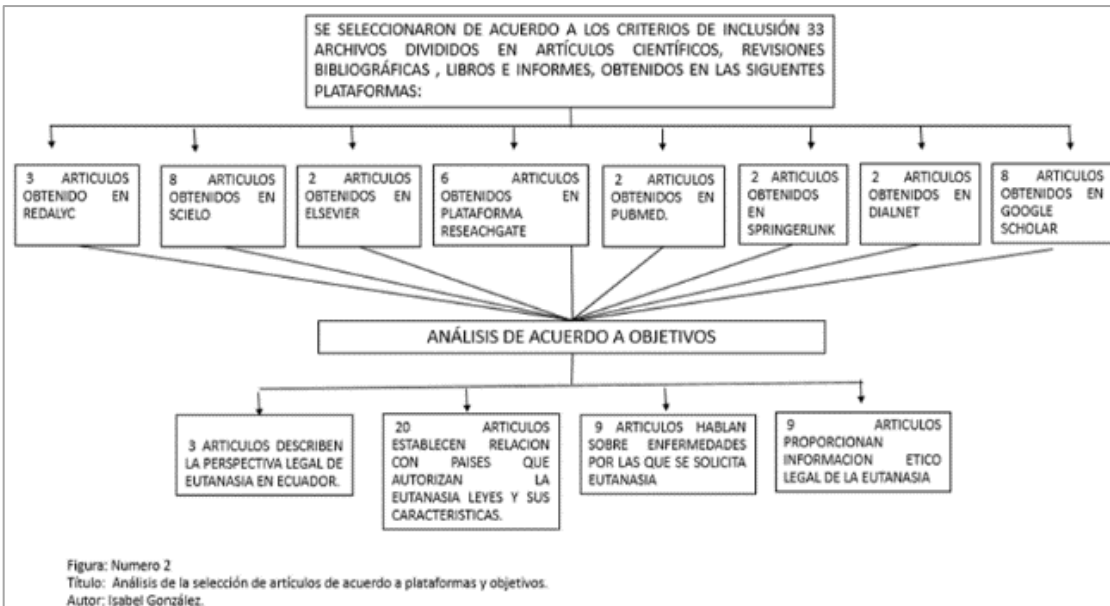 SE SELECCIONARON DE ACUERDO A LOS CRITERIOS DE INCLUSIÓN 33
ARCHIVOS DIVIDIDOS EN ARTÍCULOS CIENTÍFICOS, REVISIONES
BIBLIOGRÁFICAS , LIBROS E INFORMES, OBTENIDOS EN LAS SIGUENTES
PLATAFORMAS:
3 ARTICULOS
OBTENIDO EN
REDALYC
8 ARTICULOS
OBTENIDOS EN
SCIELO
2 ARTICULOS
OBTENIDOS EN
ELSEVIER
6 ARTICULOS
OBTENIDOS EN
PLATAFORMA
RESEACHGATE
2 ARTICULOS
OBTENIDOS EN
PUBMED.
2 ARTICULOS
OBTENIDOS
EN
SPRINGERLINK
2 ARTICULOS
OBTENIDOS EN
DIALNET
8 ARTICULOS
OBTENIDOS EN
GOOGLE
SCHOLAR
ANÁLISIS DE ACUERDO A OBJETIVOS
3 ARTICULOS DESCRIBEN
LA PERSPECTIVA LEGAL DE
EUTANASIA EN ECUADOR.
20 ARTICULOS
ESTABLECEN RELACION
CON PAISES QUE
AUTORIZAN LA
EUTANASIA LEYES Y SUS
CARACTERISTICAS.
9 ARTICULOS HABLAN
SOBRE ENFERMEDADES
POR LAS QUE SE SOLICITA
EUTANASIA
9 ARTICULOS
PROPORCIONAN
INFORMACION ETICO
LEGAL DE LA EUTANASIA
Figura: Numero 2
Título: Análisis de la selección de artículos de acuerdo a plataformas y objetivos.
Autor: Isabel González.